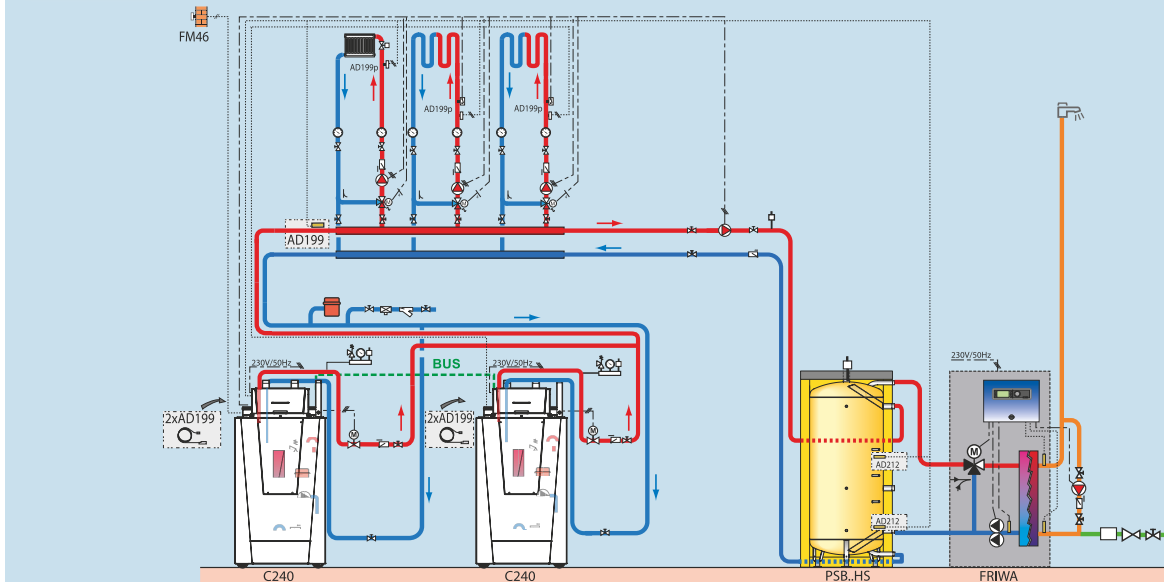 FM46
AD199p
AD199p
AD199p
M
M
M
AD199
230V/50Hz
BUS
230V/50Hz
230V/50Hz
2xAD199
M
2xAD199
M
M
AD212
AD212
C240
C240
PSB..HS
FRIWA